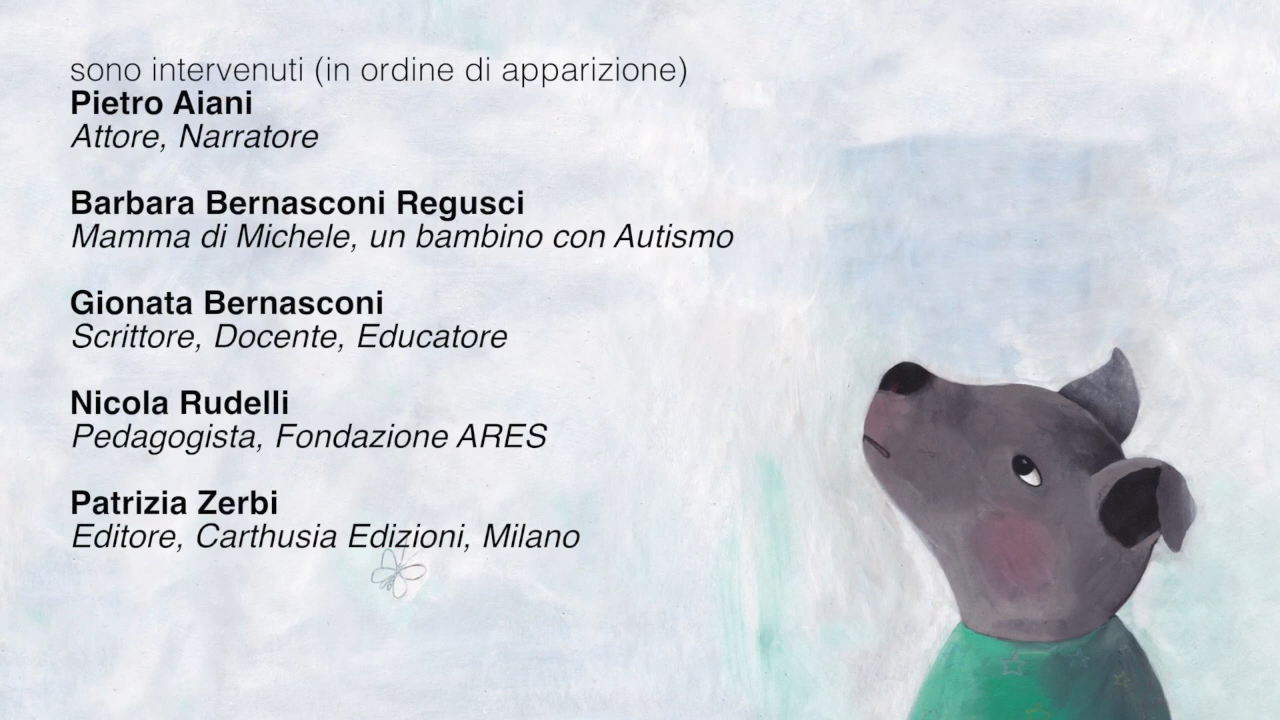 sono intervenuti (in ordine di apparizione)
Pietro Aiani
Attore, Narratore
Barbara Bernasconi Regusci
Mamma di Michele, un bambino con Autismo
Gionata Bernasconi
Scrittore, Docente, Educatore
Nicola Rudelli
Pedagogista, Fondazione ARES
Patrizia Zerbi
Editore, Carthusia Edizioni, Milano